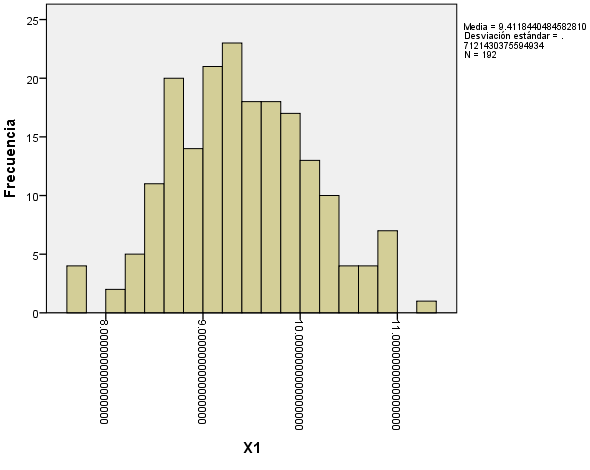 25
20
15
10
5
0
Frecuencia
8.0000000000000000
9.0000000000000000
10.0000000000000000
11.0000000000000000
X1
Media = 9.4118440484582810
Desviación estándar = .
7121430375594934
N = 192